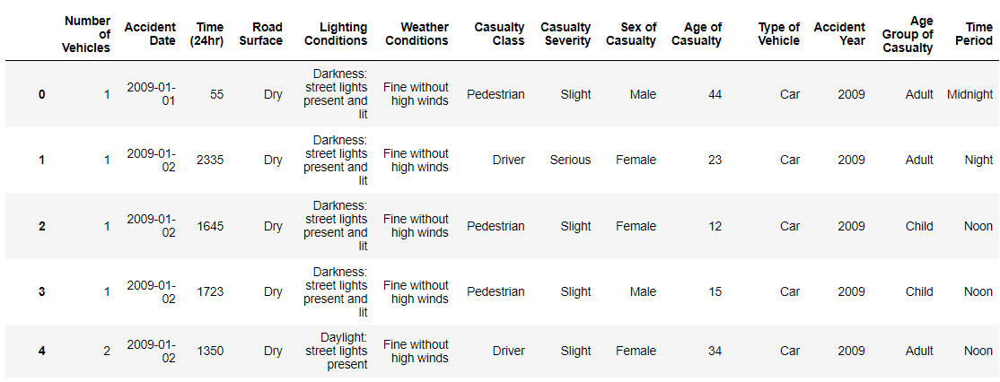 Number of Vehicles Accident Date Time (24hr) Road Surface Lighting Conditions Weather Conditions Casualty Class Casualty Severity Sex of Casualty Age of Casualty Type of Vehicle Accident Year Age Group of Casualty Time Period
0 1 2009-01-01 55 Dry Darkness: street lights present and lit Fine without high winds Pedestrian Slight Male 44 Car 2009 Adult Midnight
1 1 2009-01-02 2335 Dry Darkness: street lights present and lit Fine without high winds Driver Serious Female 23 Car 2009 Adult Night
2 1 2009-01-02 1645 Dry Darkness: street lights present and lit Fine without high winds Pedestrian Slight Female 12 Car 2009 Child Noon
3 1 2009-01-02 1723 Dry Darkness: street lights present and lit Fine without high winds Pedestrian Slight Male 15 Car 2009 Child Noon
4 2 2009-01-02 1350 Dry Daylight: street lights present Fine without high winds Driver Slight Female 34 Car 2009 Adult Noon